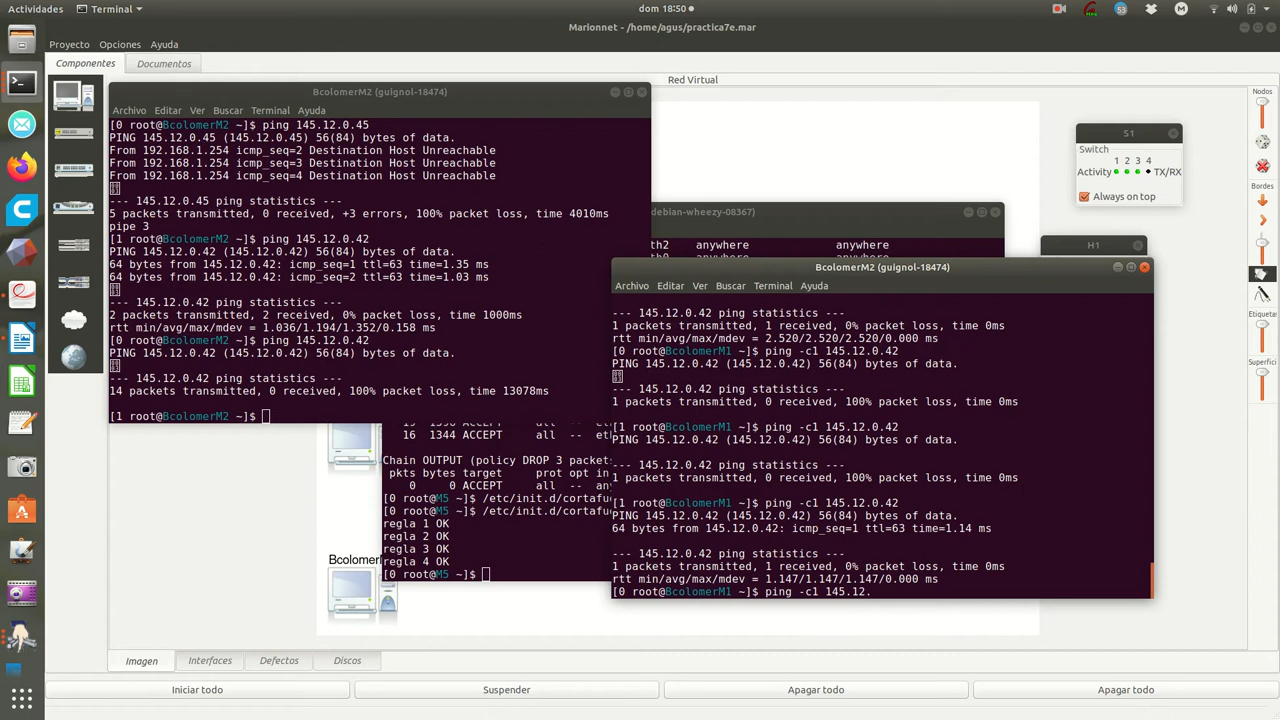 Actividades
Terminal
dom 18:50
53
Marionnet - /home/agus/practica7e.mar
Proyecto Opciones Ayuda
Componentes Documentos
Red Virtual
Nodos
Bordes
Etiquetas
Superfici
BcolomerM2 (guignol-18474)
Archivo Editar Ver Buscar Terminal Ayuda
[0 root@BcolomerM2 ~]$ ping 145.12.0.45
PING 145.12.0.45 (145.12.0.45) 56(84) bytes of data.
From 192.168.1.254 icmp_seq=2 Destination Host Unreachable
From 192.168.1.254 icmp_seq=3 Destination Host Unreachable
From 192.168.1.254 icmp_seq=4 Destination Host Unreachable
--- 145.12.0.45 ping statistics ---
5 packets transmitted, 0 received, +3 errors, 100% packet loss, time 4010ms
pipe 3
[1 root@BcolomerM2 ~]$ ping 145.12.0.42
PING 145.12.0.42 (145.12.0.42) 56(84) bytes of data.
64 bytes from 145.12.0.42: icmp_seq=1 ttl=63 time=1.35 ms
64 bytes from 145.12.0.42: icmp_seq=2 ttl=63 time=1.03 ms
--- 145.12.0.42 ping statistics ---
2 packets transmitted, 2 received, 0% packet loss, time 1000ms
rtt min/avg/max/mdev = 1.036/1.194/1.352/0.158 ms
[0 root@BcolomerM2 ~]$ ping 145.12.0.42
PING 145.12.0.42 (145.12.0.42) 56(84) bytes of data.
--- 145.12.0.42 ping statistics ---
14 packets transmitted, 0 received, 100% packet loss, time 13078ms
[1 root@BcolomerM2 ~]$
debian-wheezy-08367)
th2 anywhere anywhere
16 1344 ACCEPT all -- et
Chain OUTPUT (policy DROP 3 packets
pkts bytes target prot opt in
0 0 ACCEPT all -- any
[0 root@M5 ~]$ /etc/init.d/cortafu
[0 root@M5 ~]$ /etc/init.d/cortafu
regla 1 OK
regla 2 OK
regla 3 OK
regla 4 OK
[0 root@M5 ~]$
S1
Switch
1 2 3 4
Activity TX/RX
Always on top
H1
BcolomerM2 (guignol-18474)
Archivo Editar Ver Buscar Terminal Ayuda
--- 145.12.0.42 ping statistics ---
1 packets transmitted, 1 received, 0% packet loss, time 0ms
rtt min/avg/max/mdev = 2.520/2.520/2.520/0.000 ms
[0 root@BcolomerM1 ~]$ ping -c1 145.12.0.42
PING 145.12.0.42 (145.12.0.42) 56(84) bytes of data.
--- 145.12.0.42 ping statistics ---
1 packets transmitted, 0 received, 100% packet loss, time 0ms
[1 root@BcolomerM1 ~]$ ping -c1 145.12.0.42
PING 145.12.0.42 (145.12.0.42) 56(84) bytes of data.
--- 145.12.0.42 ping statistics ---
1 packets transmitted, 0 received, 100% packet loss, time 0ms
[1 root@BcolomerM1 ~]$ ping -c1 145.12.0.42
PING 145.12.0.42 (145.12.0.42) 56(84) bytes of data.
64 bytes from 145.12.0.42: icmp_seq=1 ttl=63 time=1.14 ms
--- 145.12.0.42 ping statistics ---
1 packets transmitted, 1 received, 0% packet loss, time 0ms
rtt min/avg/max/mdev = 1.147/1.147/1.147/0.000 ms
[0 root@BcolomerM1 ~]$ ping -c1 145.12.
Bcolomer
Imagen Interfaces Defectos Discos
Iniciar todo Suspender Apagar todo Apagar todo